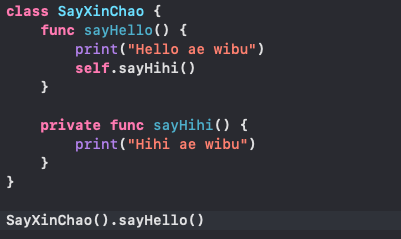 class SayXinChao {
    func sayHello() {
        print("Hello ae wibu")
        self.sayHihi()
    }

    private func sayHihi() {
        print("Hihi ae wibu")
    }
}

SayXinChao().sayHello()